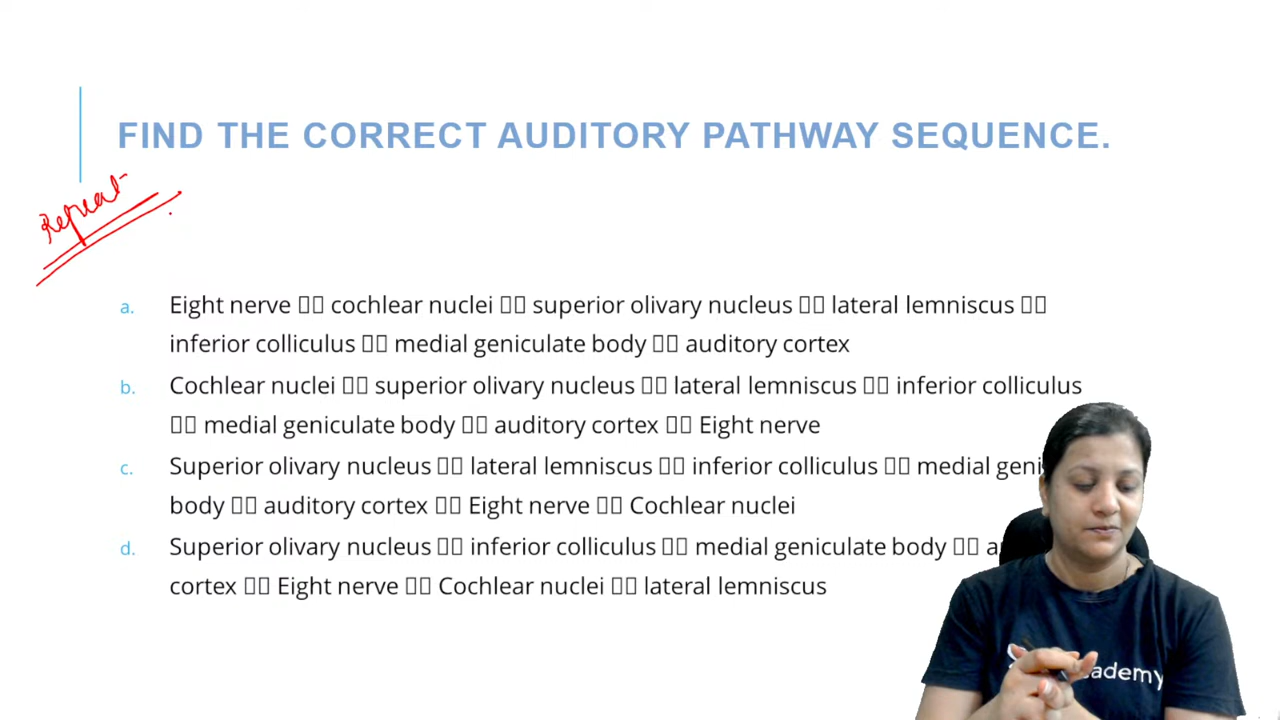 FIND THE CORRECT AUDITORY PATHWAY SEQUENCE.
Repeat
a. Eight nerve 􀀀􀀀 cochlear nuclei 􀀀􀀀 superior olivary nucleus 􀀀􀀀 lateral lemniscus 􀀀􀀀
inferior colliculus 􀀀􀀀 medial geniculate body 􀀀􀀀 auditory cortex
b. Cochlear nuclei 􀀀􀀀 superior olivary nucleus 􀀀􀀀 lateral lemniscus 􀀀􀀀 inferior colliculus
􀀀􀀀 medial geniculate body 􀀀􀀀 auditory cortex 􀀀􀀀 Eight nerve
c. Superior olivary nucleus 􀀀􀀀 lateral lemniscus 􀀀􀀀 inferior colliculus 􀀀􀀀 medial geni
body 􀀀􀀀 auditory cortex 􀀀􀀀 Eight nerve 􀀀􀀀 Cochlear nuclei
d. Superior olivary nucleus 􀀀􀀀 inferior colliculus 􀀀􀀀 medial geniculate body 􀀀􀀀 a
cortex 􀀀􀀀 Eight nerve 􀀀􀀀 Cochlear nuclei 􀀀􀀀 lateral lemniscus
cademy